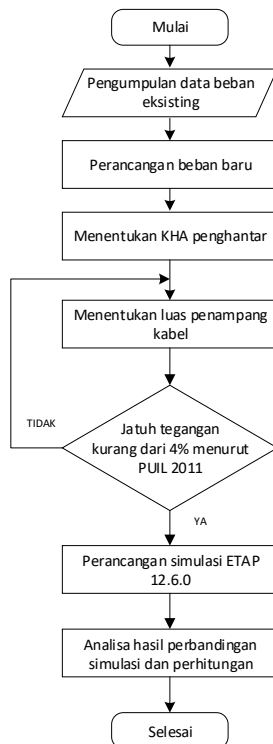 Mulai
Pengumpulan data beban
eksisting
Perancangan beban baru
Menentukan KHA penghantar
Menentukan luas penampang
kabel
Jatuh tegangan
kurang dari 4% menurut
PUIL 2011
TIDAK
YA
Perancangan simulasi ETAP
12.6.0
Analisa hasil perbandingan
simulasi dan perhitungan
Selesai